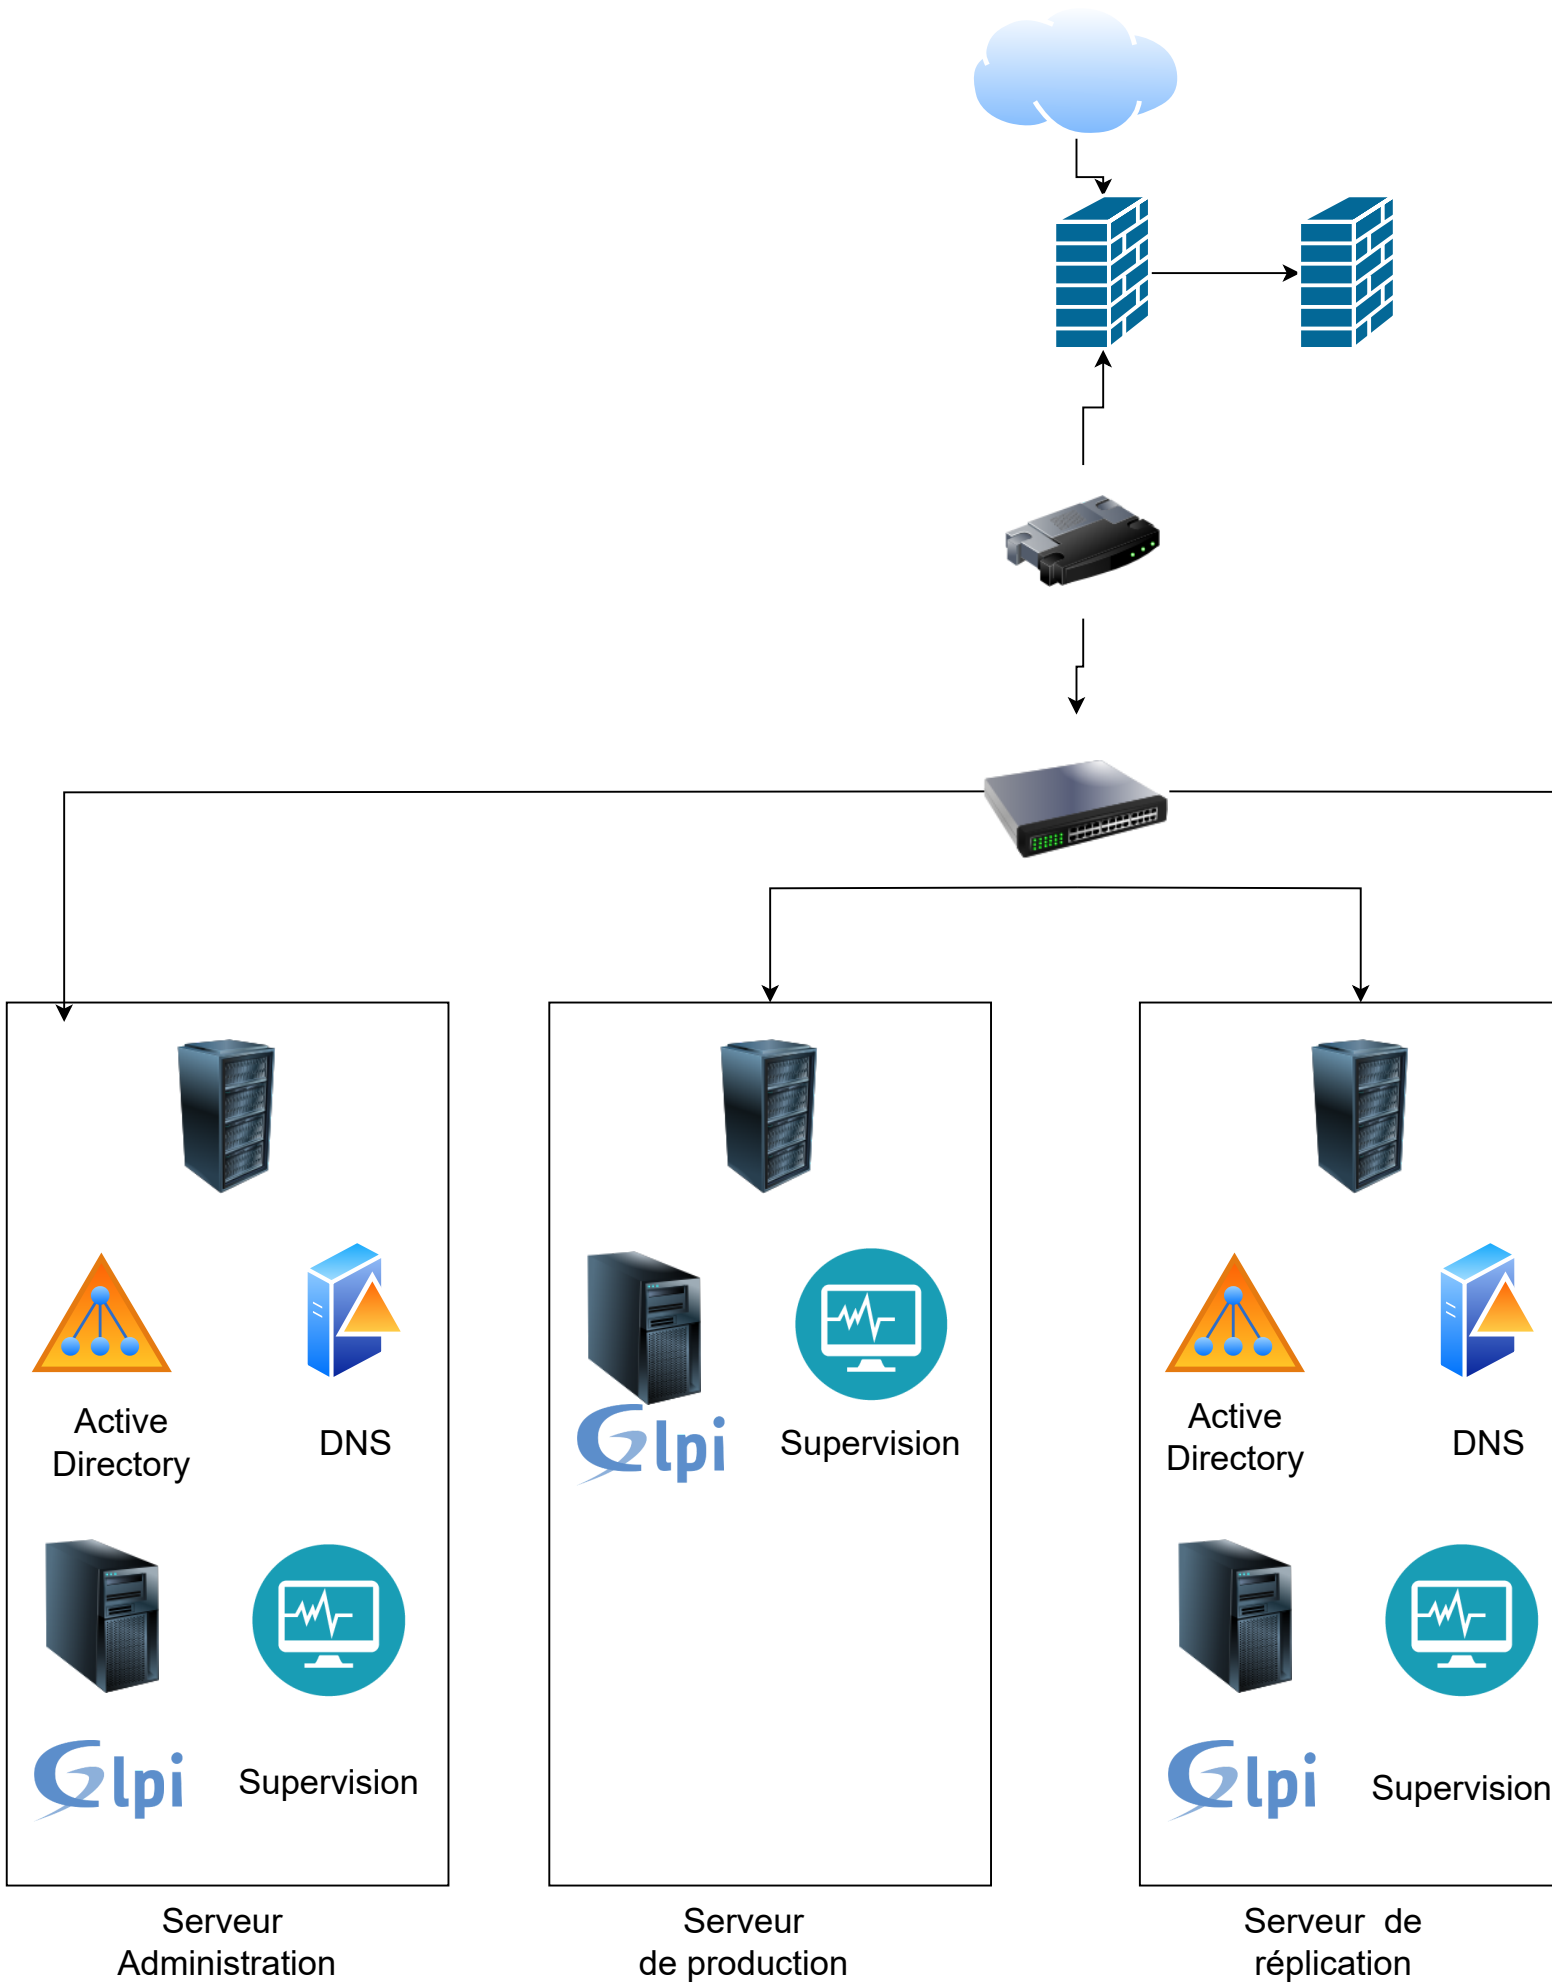 Active
Directory
DNS
Glpi
Supervision
Serveur
Administration
Glpi
Supervision
Serveur
de production
Active
Directory
DNS
Glpi
Supervision
Serveur de
réplication